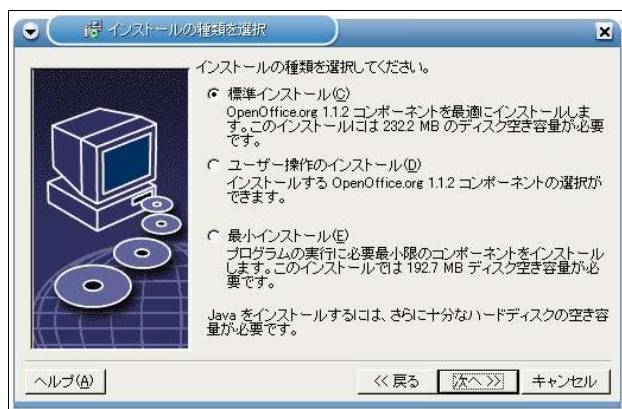 インストールの種類を選択
インストールの種類を選択してください。
標準インストール(C)
OpenOffice.org 1.1.2 コンポーネントを最適にインストールしま
す。このインストールには 232.2 MB のディスク空き容量が必要
です。
ユーザー操作のインストール(D)
インストールする OpenOffice.org 1.1.2 コンポーネントの選択が
できます。
最小インストール(E)
プログラムの実行に必要最小限のコンポーネントをインストール
します。このインストールでは 192.7 MB ディスク空き容量が必
要です。
Java をインストールするには、さらに十分なハードディスクの空き容
量が必要です。
ヘルプ(A)
<< 戻る
次へ >>
キャンセル